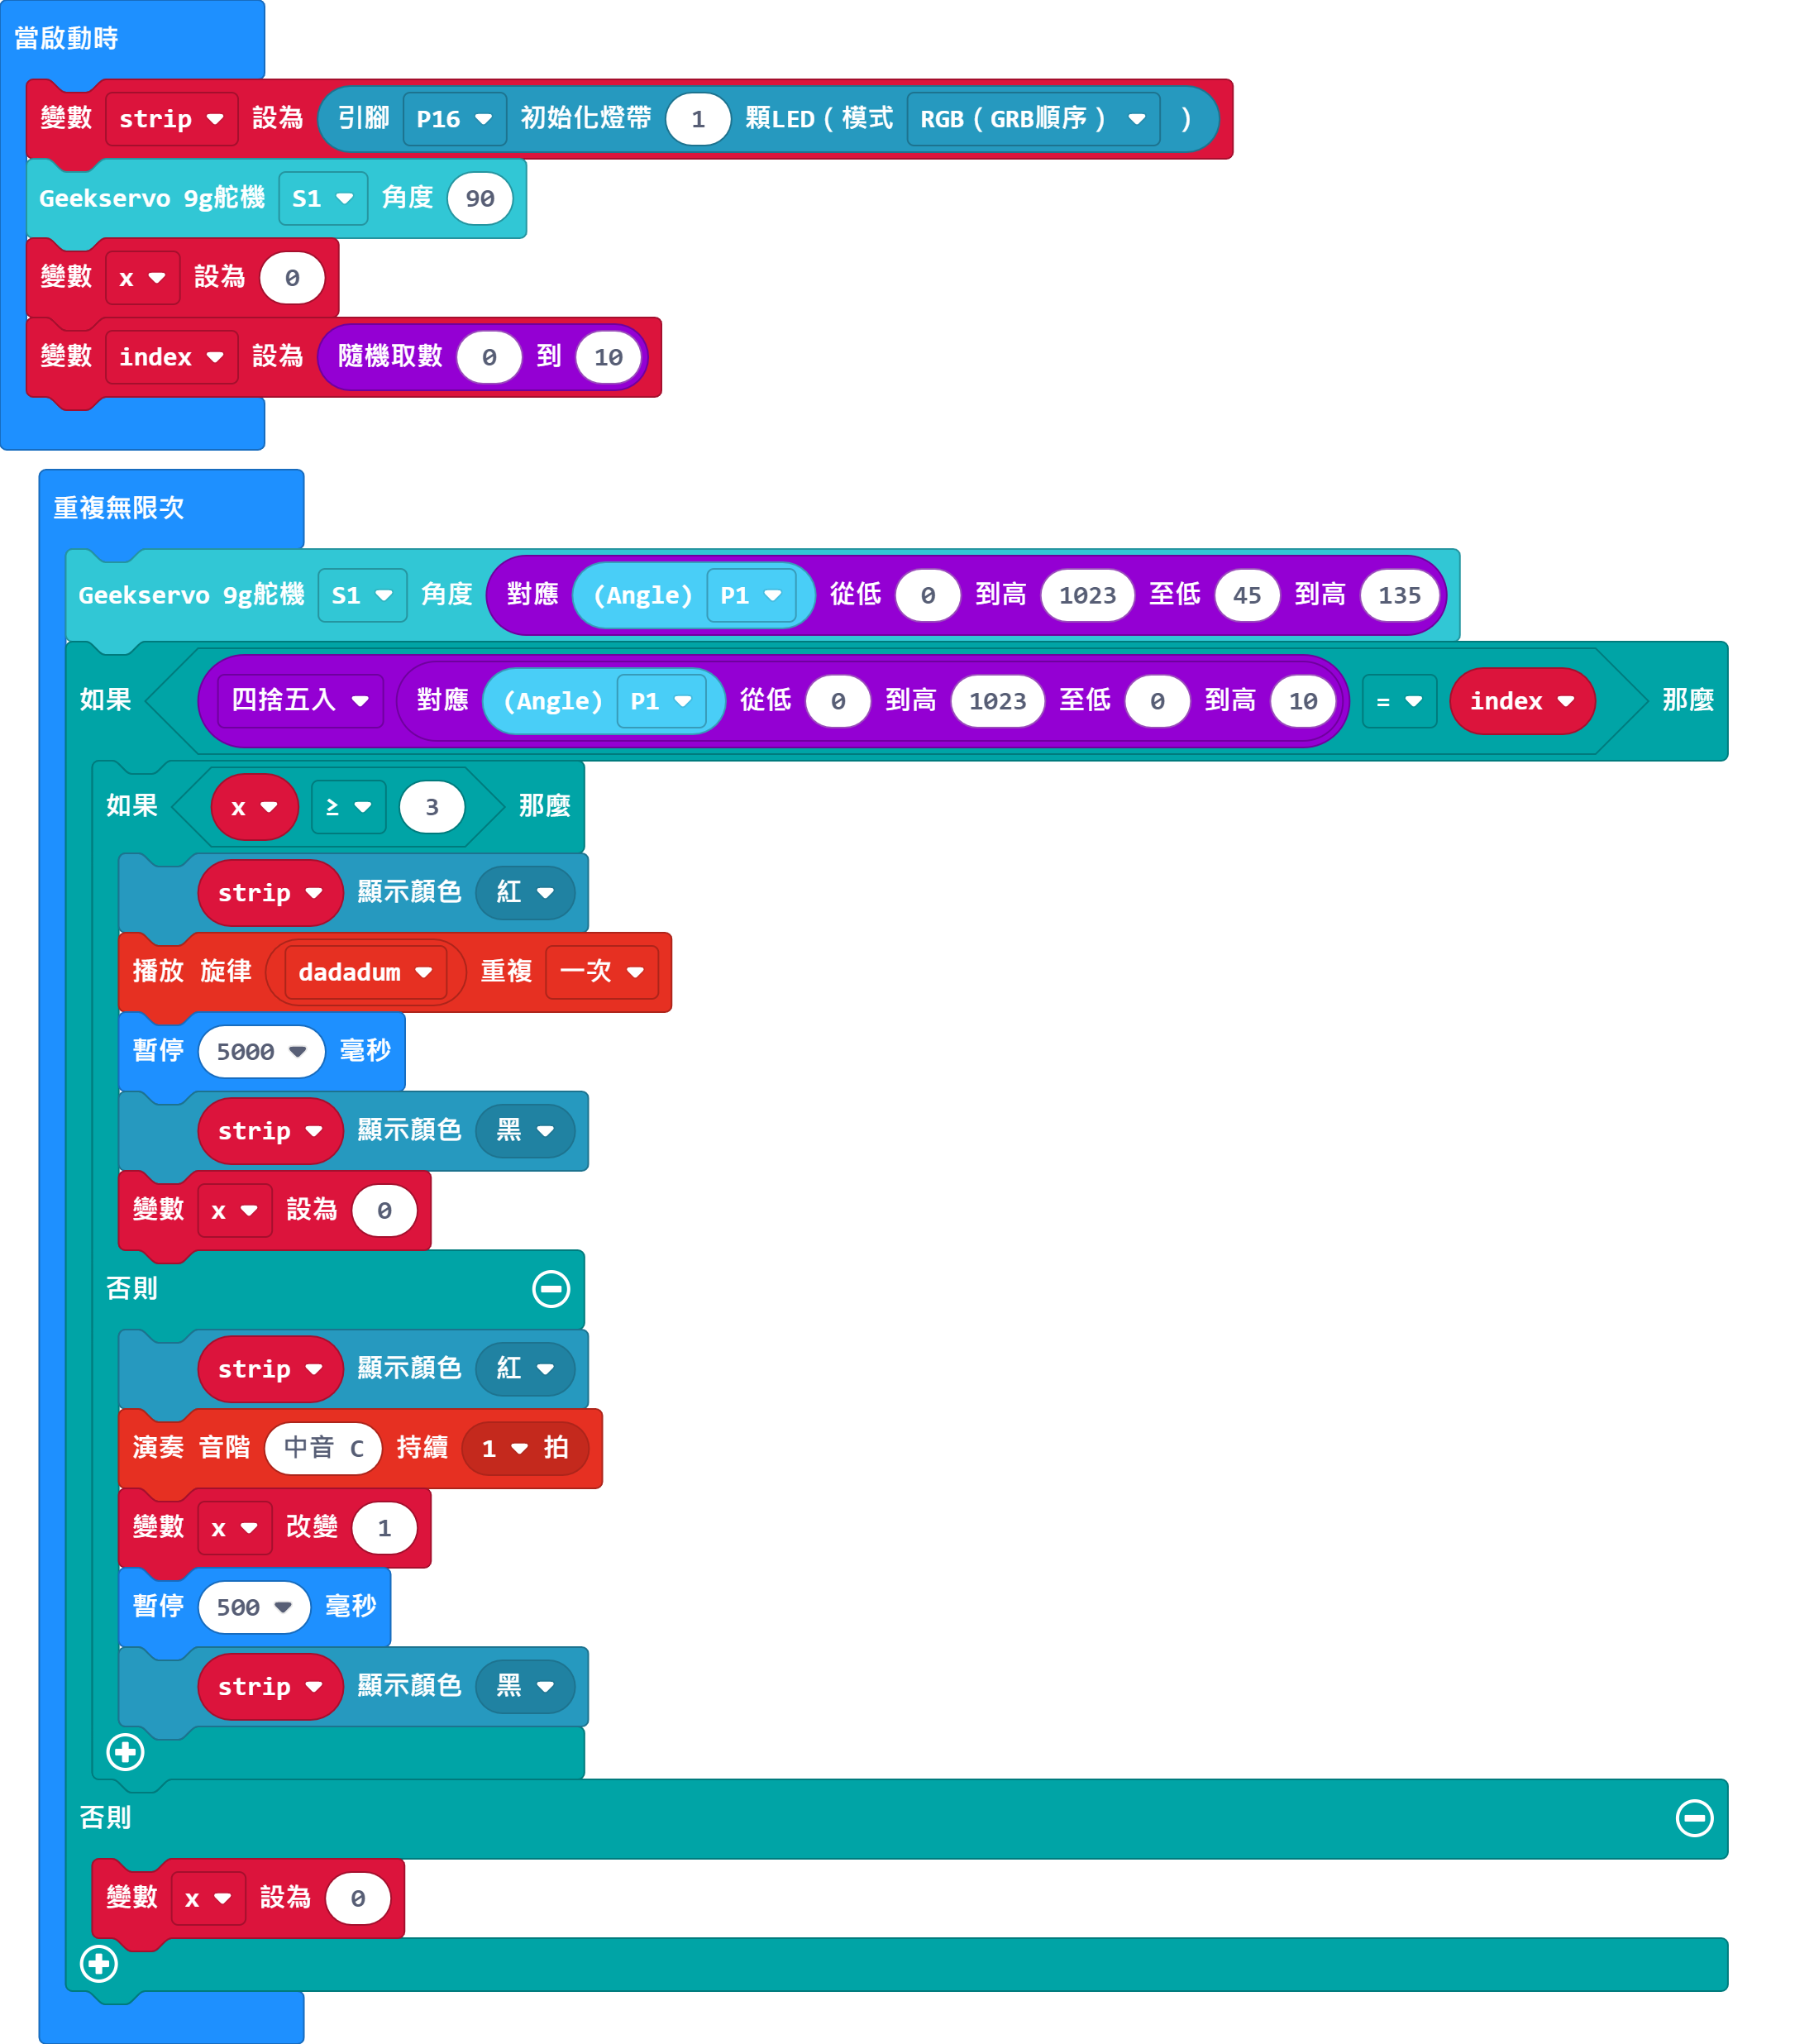 當啟動時
變數 strip 設為 引腳 P16 初始化燈帶 1 顆LED(模式 RGB(GRB順序) )
Geekservo 9g舵機 S1 角度 90
變數 x 設為 0
變數 index 設為 隨機取數 0 到 10
重複無限次
Geekservo 9g舵機 S1 角度 對應 (Angle) P1 從低 0 到高 1023 至低 45 到高 135
如果 四捨五入 對應 (Angle) P1 從低 0 到高 1023 至低 0 到高 10 = index 那麼
如果 x ≥ 3 那麼
strip 顯示顏色 紅
播放 旋律 dadadum 重複 一次
暫停 5000 毫秒
strip 顯示顏色 黑
變數 x 設為 0
否則
strip 顯示顏色 紅
演奏 音階 中音 C 持續 1 拍
變數 x 改變 1
暫停 500 毫秒
strip 顯示顏色 黑
否則
變數 x 設為 0